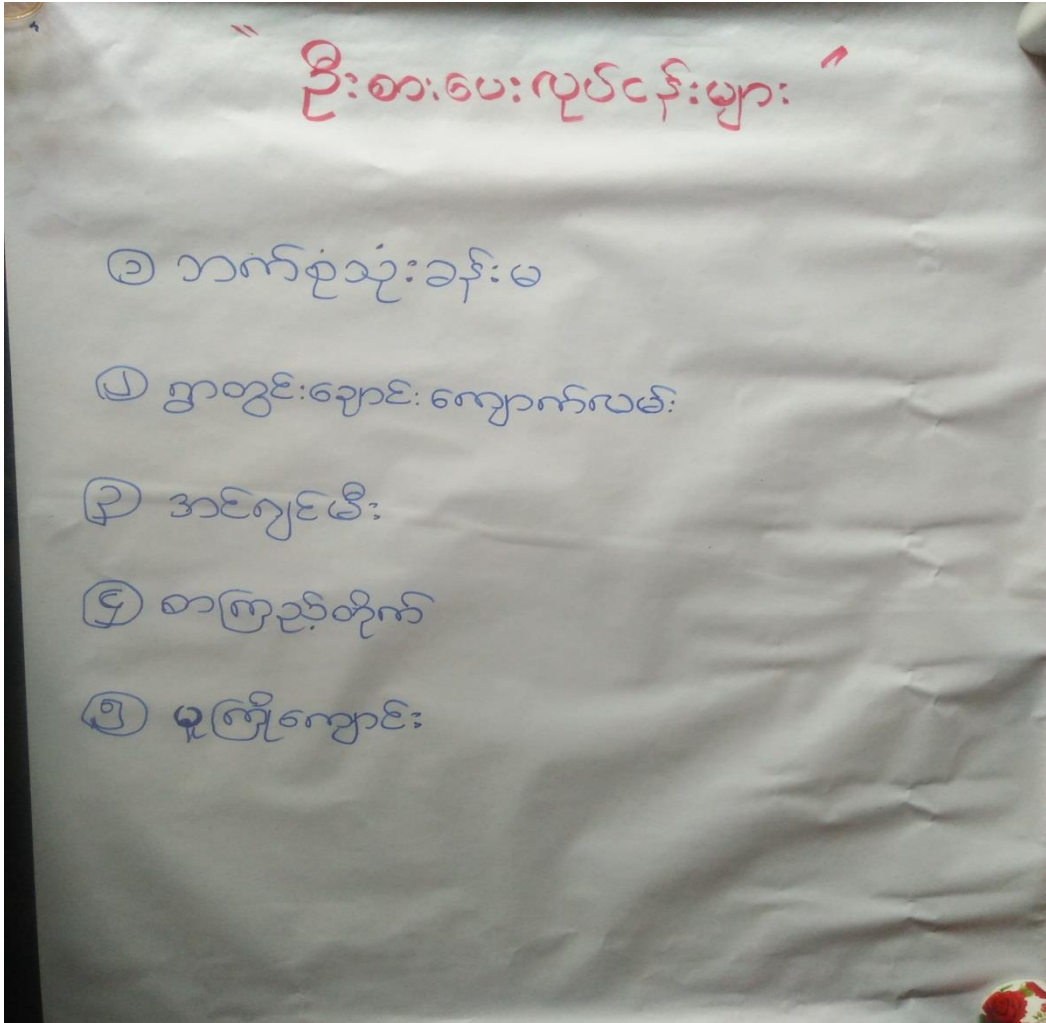 " ဦးစားပေးလုပ်ငန်းများ "
၁ ဘက်စုံသုံးခန်းမ
၂ ရွာတွင်းချောင်းကျောက်လမ်း
၃ အင်ဂျင်မီး
၄ စာကြည့်တိုက်
၅ မူကြိုကျောင်း